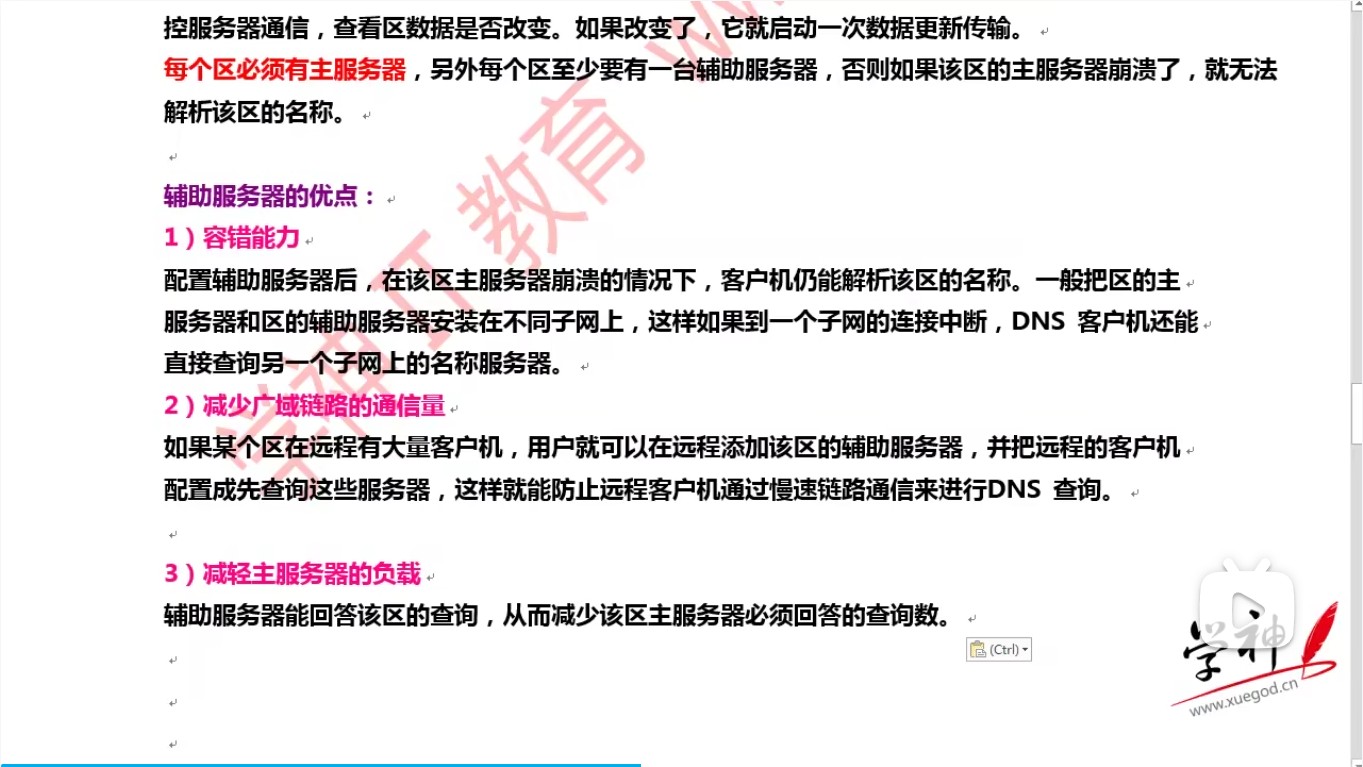 控服务器通信，查看区数据是否改变。如果改变了，它就启动一次数据更新传输。
每个区必须有主服务器，另外每个区至少要有一台辅助服务器，否则如果该区的主服务器崩溃了，就无法
解析该区的名称。
辅助服务器的优点：
1）容错能力
配置辅助服务器后，在该区主服务器崩溃的情况下，客户机仍能解析该区的名称。一般把区的主
服务器和区的辅助服务器安装在不同子网上，这样如果到一个子网的连接中断，DNS 客户机还能
直接查询另一个子网上的名称服务器。
2）减少广域链路的通信量
如果某个区在远程有大量客户机，用户就可以在远程添加该区的辅助服务器，并把远程的客户机
配置成先查询这些服务器，这样就能防止远程客户机通过慢速链路通信来进行DNS 查询。
3）减轻主服务器的负载
辅助服务器能回答该区的查询，从而减少该区主服务器必须回答的查询数。
(Ctrl)
学神 IT 教育
学神
www.xuegod.cn